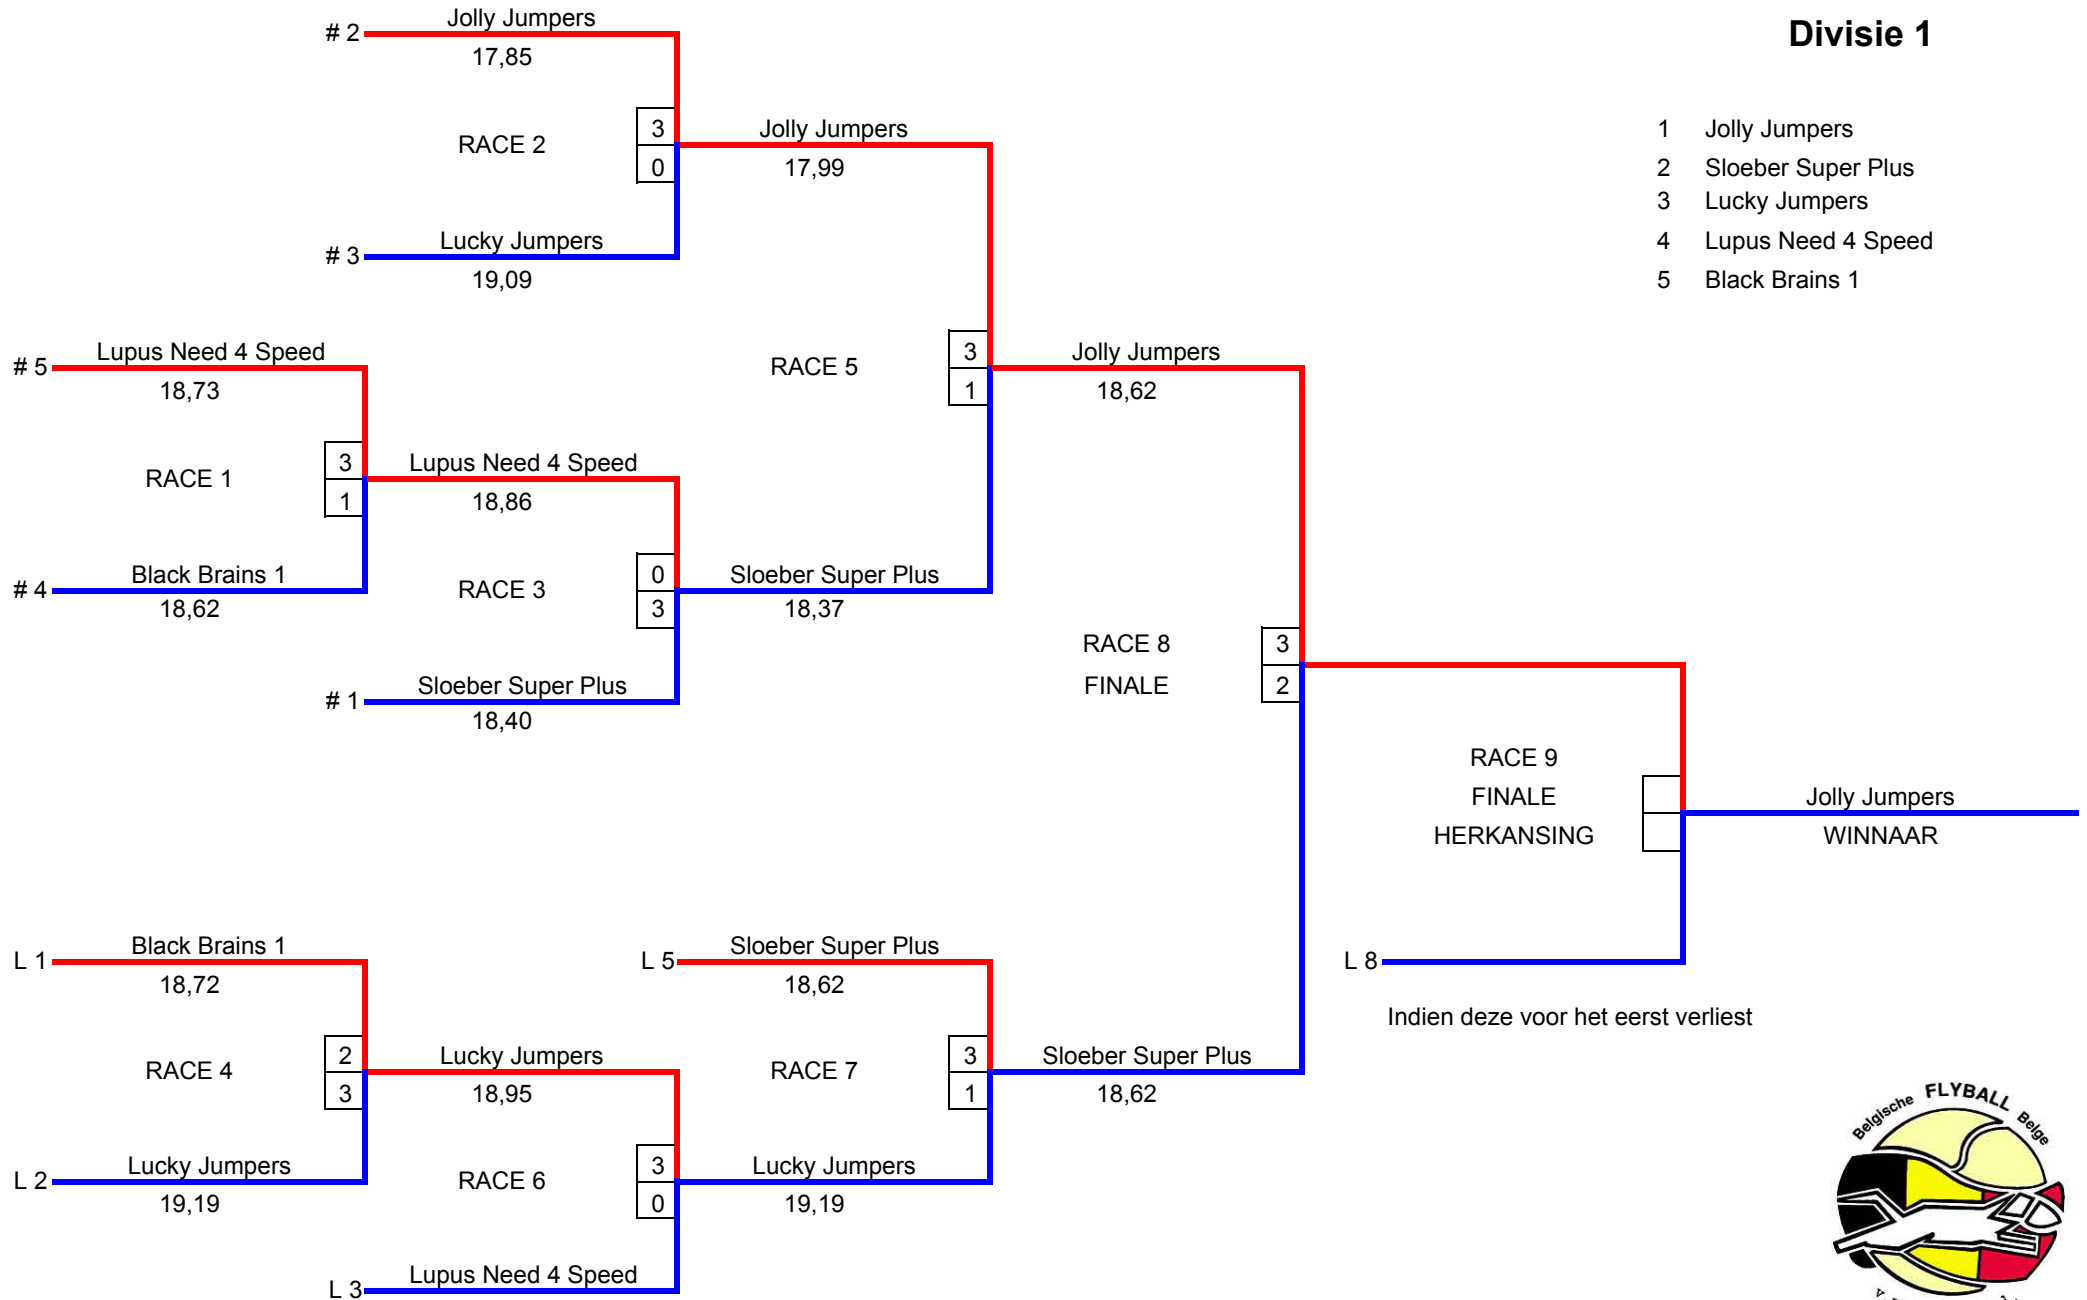 Divisie 1
1 Jolly Jumpers
2 Sloeber Super Plus
3 Lucky Jumpers
4 Lupus Need 4 Speed
5 Black Brains 1
# 2 Jolly Jumpers
17,85
RACE 2
3
0
# 3 Lucky Jumpers
19,09
Jolly Jumpers
17,99
# 5 Lupus Need 4 Speed
18,73
RACE 1
3
1
# 4 Black Brains 1
18,62
Lupus Need 4 Speed
18,86
RACE 3
0
3
# 1 Sloeber Super Plus
18,40
RACE 5
3
1
Sloeber Super Plus
18,37
Jolly Jumpers
18,62
RACE 8
FINALE
3
2
RACE 9
FINALE
HERKANSING
Jolly Jumpers
WINNAAR
L 8
Indien deze voor het eerst verliest
L 1 Black Brains 1
18,72
RACE 4
2
3
L 2 Lucky Jumpers
19,19
Lucky Jumpers
18,95
RACE 6
3
0
L 3 Lupus Need 4 Speed
L 5 Sloeber Super Plus
18,62
RACE 7
3
1
Lucky Jumpers
19,19
Sloeber Super Plus
18,62
Belgische FLYBALL Belge